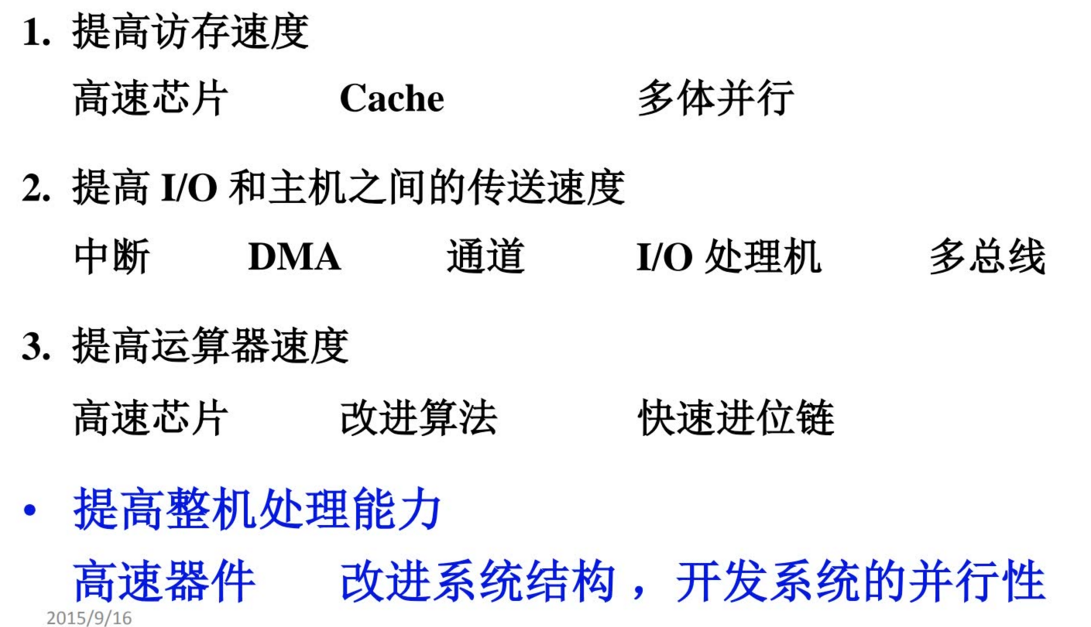 1. 提高访存速度
高速芯片 Cache 多体并行
2. 提高 I/O 和主机之间的传送速度
中断 DMA 通道 I/O 处理机 多总线
3. 提高运算器速度
高速芯片 改进算法 快速进位链
• 提高整机处理能力
高速器件 改进系统结构 ，开发系统的并行性
2015/9/16